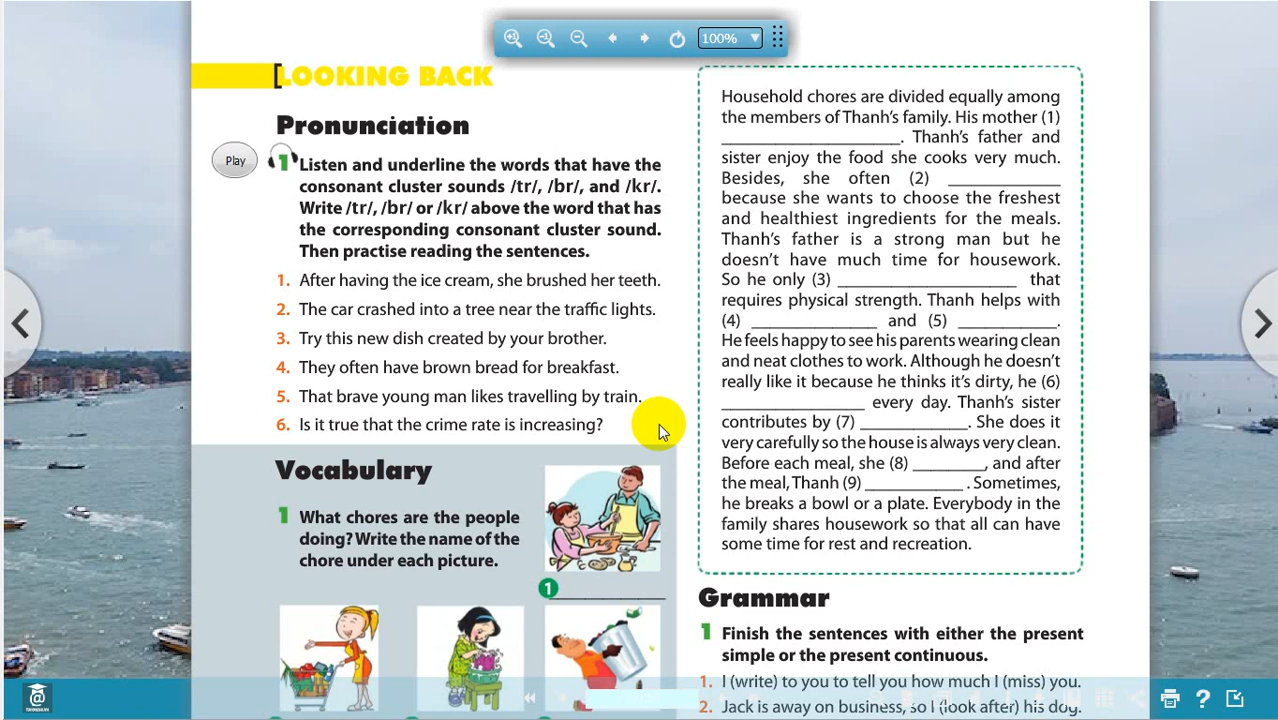 100%
[LOOKING BACK
Pronunciation
Play
1 Listen and underline the words that have the
consonant cluster sounds /tr/, /br/, and /kr/.
Write /tr/, /br/ or /kr/ above the word that has
the corresponding consonant cluster sound.
Then practise reading the sentences.
1. After having the ice cream, she brushed her teeth.
2. The car crashed into a tree near the traffic lights.
3. Try this new dish created by your brother.
4. They often have brown bread for breakfast.
5. That brave young man likes travelling by train.
6. Is it true that the crime rate is increasing?
Vocabulary
1 What chores are the people
doing? Write the name of the
chore under each picture.
1 ____________
Household chores are divided equally among
the members of Thanh's family. His mother (1)
____________________. Thanh's father and
sister enjoy the food she cooks very much.
Besides, she often (2) ____________
because she wants to choose the freshest
and healthiest ingredients for the meals.
Thanh's father is a strong man but he
doesn't have much time for housework.
So he only (3) ____________________ that
requires physical strength. Thanh helps with
(4) ______________ and (5) ___________.
He feels happy to see his parents wearing clean
and neat clothes to work. Although he doesn't
really like it because he thinks it's dirty, he (6)
________________ every day. Thanh's sister
contributes by (7) ____________. She does it
very carefully so the house is always very clean.
Before each meal, she (8) ________, and after
the meal, Thanh (9) ___________ . Sometimes,
he breaks a bowl or a plate. Everybody in the
family shares housework so that all can have
some time for rest and recreation.
Grammar
1 Finish the sentences with either the present
simple or the present continuous.
1. I (write) to you to tell you how much I (miss) you.
2. Jack is away on business, so I (look after) his dog.